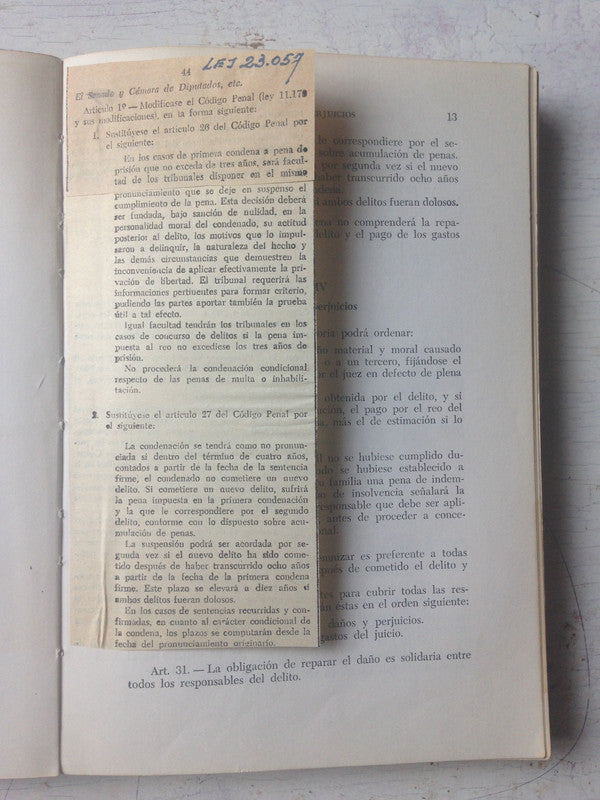 44 LEY 23.057
El Senado y Cámara de Diputados, etc.
Artículo 1º — Modifícase el Código Penal (ley 11.179
y sus modificaciones), en la forma siguiente:
1. Sustitúyese el artículo 26 del Código Penal por
el siguiente:
En los casos de primera condena a pena de
prisión que no exceda de tres años, será facul-
tad de los tribunales disponer en el mismo
pronunciamiento que se deje en suspenso el
cumplimiento de la pena. Esta decisión deberá
ser fundada, bajo sanción de nulidad, en la
personalidad moral del condenado, su actitud
posterior al delito, los motivos que lo impul-
saron a delinquir, la naturaleza del hecho y
las demás circunstancias que demuestren la
inconveniencia de aplicar efectivamente la pri-
vación de libertad. El tribunal requerirá las
informaciones pertinentes para formar criterio,
pudiendo las partes aportar también la prueba
útil a tal efecto.
Igual facultad tendrán los tribunales en los
casos de concurso de delitos si la pena im-
puesta al reo no excediese los tres años de
prisión.
No procederá la condenación condicional
respecto de las penas de multa o inhabili-
tación.
2. Sustitúyese el artículo 27 del Código Penal por
el siguiente:
La condenación se tendrá como no pronun-
ciada si dentro del término de cuatro años,
contados a partir de la fecha de la sentencia
firme, el condenado no cometiere un nuevo
delito. Si cometiere un nuevo delito, sufrirá
la pena impuesta en la primera condenación
y la que le correspondiere por el segundo
delito, conforme con lo dispuesto sobre acu-
mulación de penas.
La suspensión podrá ser acordada por se-
gunda vez si el nuevo delito ha sido come-
tido después de haber transcurrido ocho años
a partir de la fecha de la primera condena
firme. Este plazo se elevará a diez años si
ambos delitos fueran dolosos.
En los casos de sentencias recurridas y con-
firmadas, en cuanto al carácter condicional de
la condena, los plazos se computarán desde la
fecha del pronunciamiento originario.
ERJUICIOS 13
le correspondiere por el se-
sobre acumulación de penas.
por segunda vez si el nuevo
haber transcurrido ocho años
dena.
ambos delitos fueran dolosos.
na no comprenderá la repa-
delito y el pago de los gastos
IV
erjuicios
oria podrá ordenar:
ño material y moral causado
o a un tercero, fijándose el
r el juez en defecto de plena
obtenida por el delito, y si
ución, el pago por el reo del
a, más el de estimación si lo
il no se hubiese cumplido du-
do se hubiese establecido a
u familia una pena de indem-
o de insolvencia señalará la
responsable que debe ser apli-
antes de proceder a conce-
onal.
mnizar es preferente a todas
pués de cometido el delito y
tes para cubrir todas las res-
án éstas en el orden siguiente:
daños y perjuicios.
gastos del juicio.
Art. 31. — La obligación de reparar el daño es solidaria entre
todos los responsables del delito.